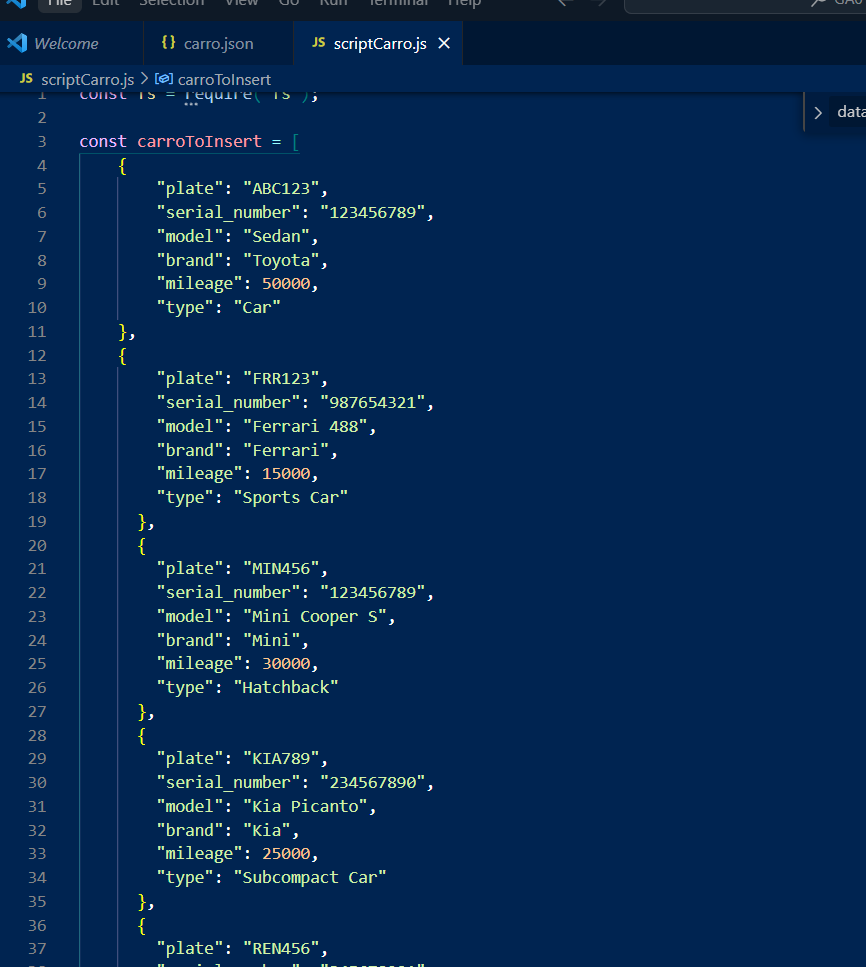 File Edit Selection View Go Run Terminal Help
Welcome
{} carro.json
JS scriptCarro.js ×
JS scriptCarro.js > carroToInsert
1 const fs = require('fs');
2
3 const carroToInsert = [
4 {
5 "plate": "ABC123",
6 "serial_number": "123456789",
7 "model": "Sedan",
8 "brand": "Toyota",
9 "mileage": 50000,
10 "type": "Car"
11 },
12 {
13 "plate": "FRR123",
14 "serial_number": "987654321",
15 "model": "Ferrari 488",
16 "brand": "Ferrari",
17 "mileage": 15000,
18 "type": "Sports Car"
19 },
20 {
21 "plate": "MIN456",
22 "serial_number": "123456789",
23 "model": "Mini Cooper S",
24 "brand": "Mini",
25 "mileage": 30000,
26 "type": "Hatchback"
27 },
28 {
29 "plate": "KIA789",
30 "serial_number": "234567890",
31 "model": "Kia Picanto",
32 "brand": "Kia",
33 "mileage": 25000,
34 "type": "Subcompact Car"
35 },
36 {
37 "plate": "REN456",
> data